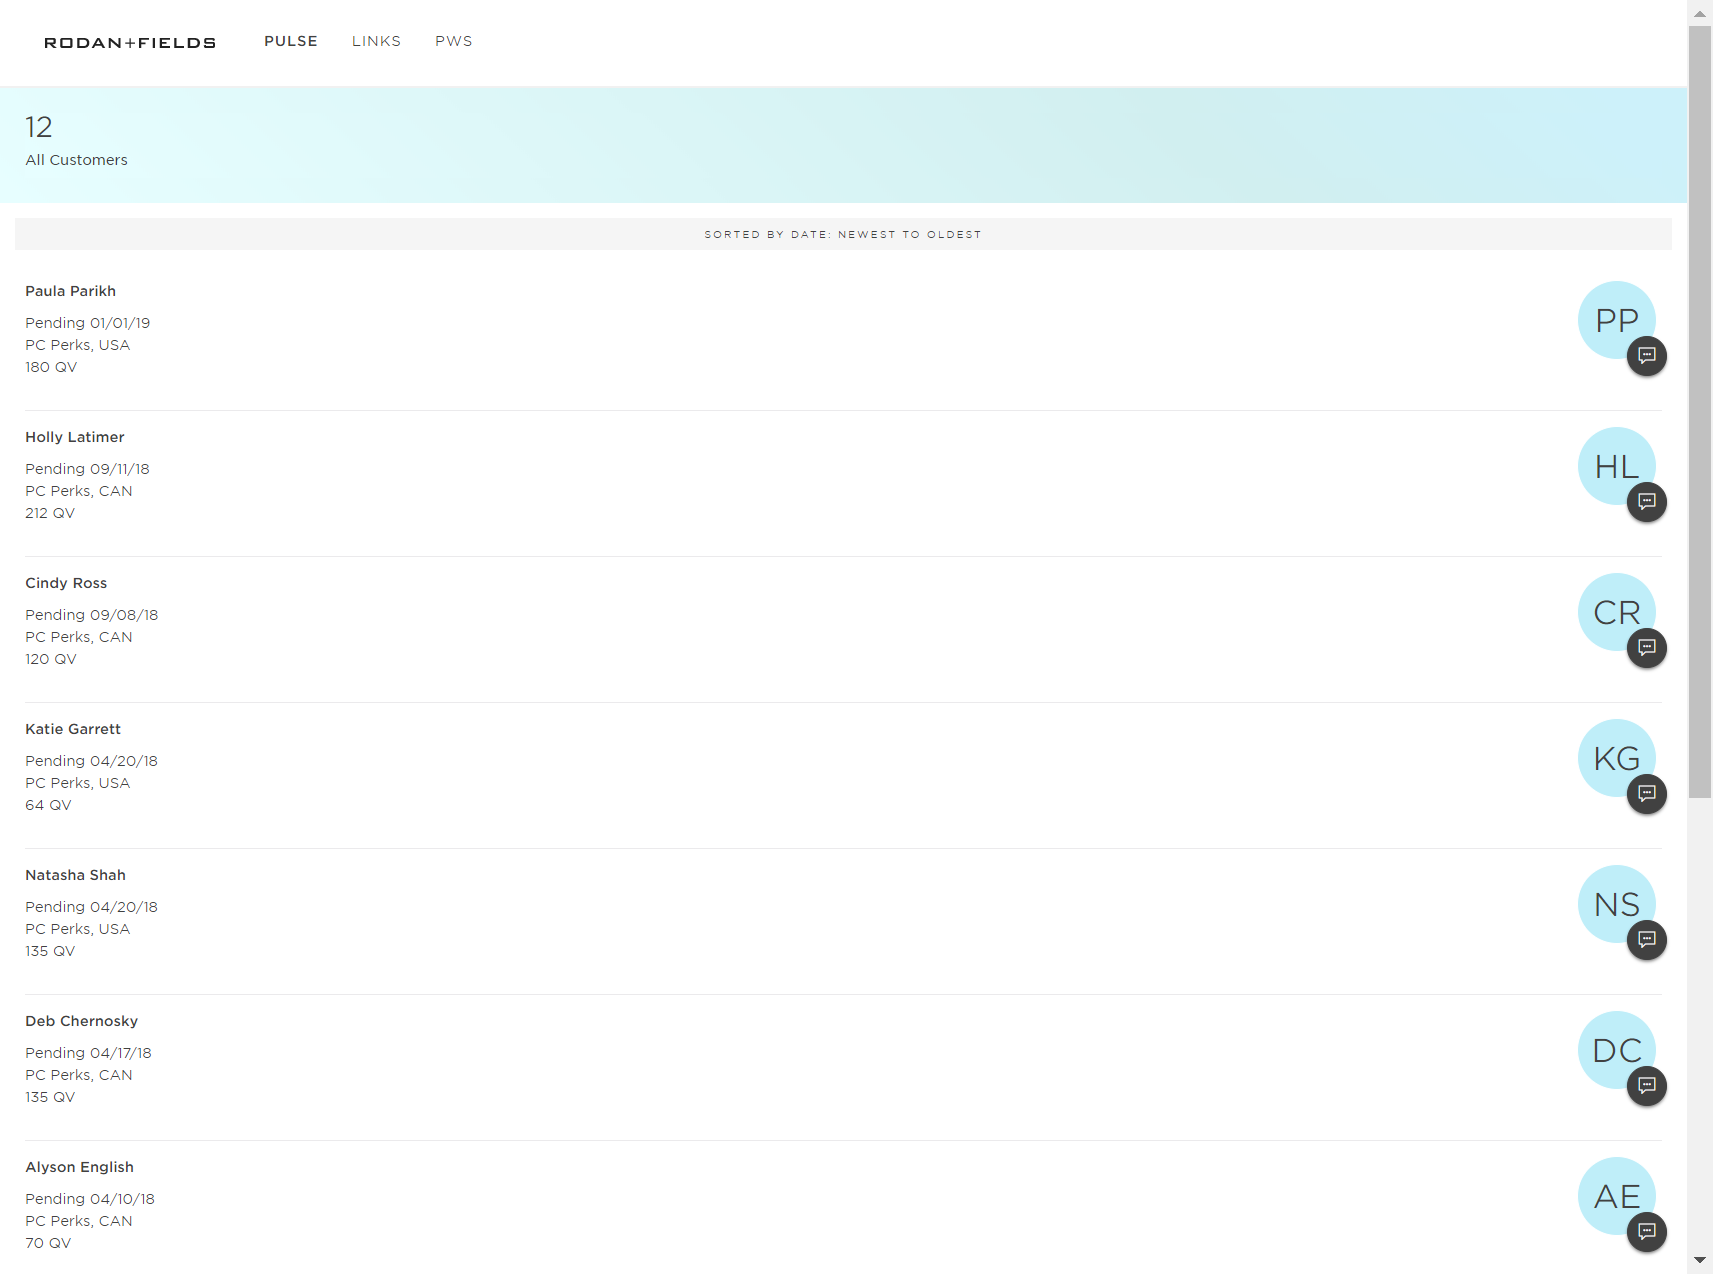 RODAN+FIELDS PULSE LINKS PWS
12
All Customers
SORTED BY DATE: NEWEST TO OLDEST
Paula Parikh
Pending 01/01/19
PC Perks, USA
180 QV
PP
Holly Latimer
Pending 09/11/18
PC Perks, CAN
212 QV
HL
Cindy Ross
Pending 09/08/18
PC Perks, CAN
120 QV
CR
Katie Garrett
Pending 04/20/18
PC Perks, USA
64 QV
KG
Natasha Shah
Pending 04/20/18
PC Perks, USA
135 QV
NS
Deb Chernosky
Pending 04/17/18
PC Perks, CAN
135 QV
DC
Alyson English
Pending 04/10/18
PC Perks, CAN
70 QV
AE